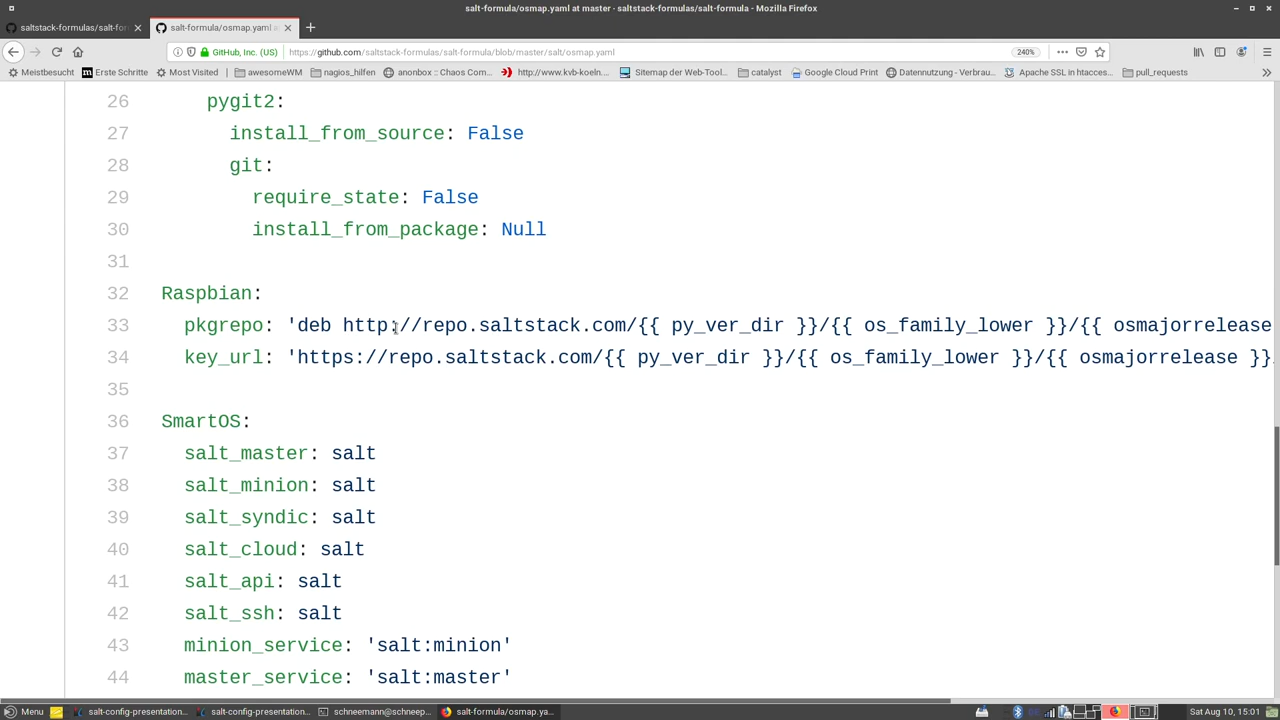 salt-formula/osmap.yaml at master · saltstack-formulas/salt-formula - Mozilla Firefox
saltstack-formulas/salt-for
salt-formula/osmap.yaml a
GitHub, Inc. (US)
https://github.com/saltstack-formulas/salt-formula/blob/master/salt/osmap.yaml
240%
Meistbesucht
Erste Schritte
Most Visited
awesomeWM
nagios_hilfen
anonbox :: Chaos Com...
http://www.kvb-koeln....
Sitemap der Web-Tool...
catalyst
Google Cloud Print
Datennutzung - Verbrau...
Apache SSL in htacces...
pull_requests
26 pygit2:
27 install_from_source: False
28 git:
29 require_state: False
30 install_from_package: Null
31
32 Raspbian:
33 pkgrepo: 'deb http://repo.saltstack.com/{{ py_ver_dir }}/{{ os_family_lower }}/{{ osmajorrelease
34 key_url: 'https://repo.saltstack.com/{{ py_ver_dir }}/{{ os_family_lower }}/{{ osmajorrelease }}
35
36 SmartOS:
37 salt_master: salt
38 salt_minion: salt
39 salt_syndic: salt
40 salt_cloud: salt
41 salt_api: salt
42 salt_ssh: salt
43 minion_service: 'salt:minion'
44 master_service: 'salt:master'
Menu
salt-config-presentation...
salt-config-presentation...
schneemann@schneep...
salt-formula/osmap.ya...
Sat Aug 10, 15:01